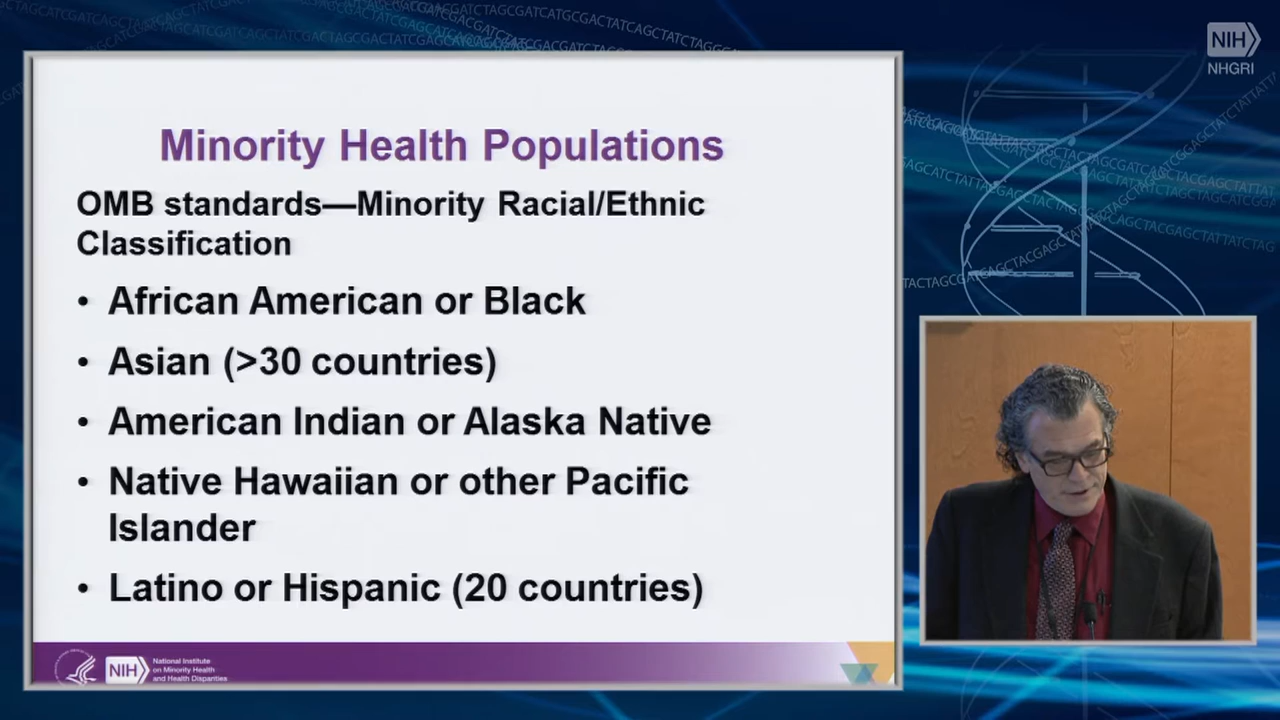 NIH
NHGRI
Minority Health Populations
OMB standards—Minority Racial/Ethnic
Classification
• African American or Black
• Asian (>30 countries)
• American Indian or Alaska Native
• Native Hawaiian or other Pacific
Islander
• Latino or Hispanic (20 countries)
NIH
National Institute
on Minority Health
and Health Disparities